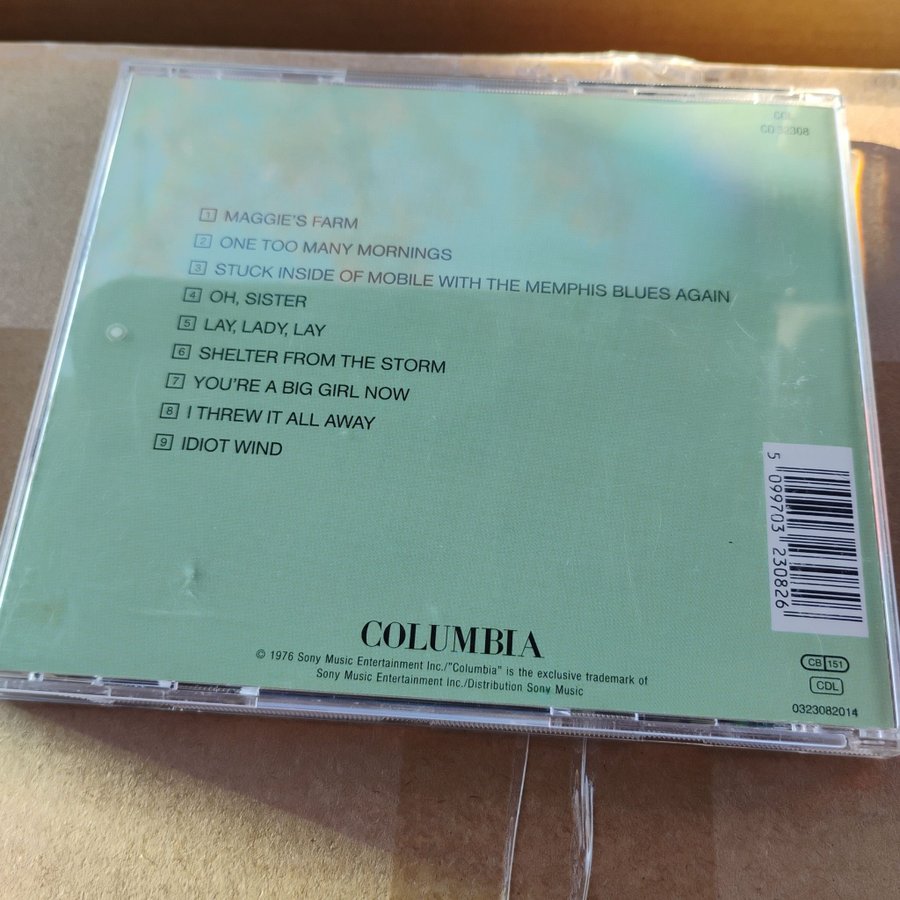 CD 32308
1 MAGGIE'S FARM
2 ONE TOO MANY MORNINGS
3 STUCK INSIDE OF MOBILE WITH THE MEMPHIS BLUES AGAIN
4 OH, SISTER
5 LAY, LADY, LAY
6 SHELTER FROM THE STORM
7 YOU'RE A BIG GIRL NOW
8 I THREW IT ALL AWAY
9 IDIOT WIND
5 099703 230826
COLUMBIA
© 1976 Sony Music Entertainment Inc./"Columbia" is the exclusive trademark of
Sony Music Entertainment Inc./Distribution Sony Music
CB 151
CDL
0323082014